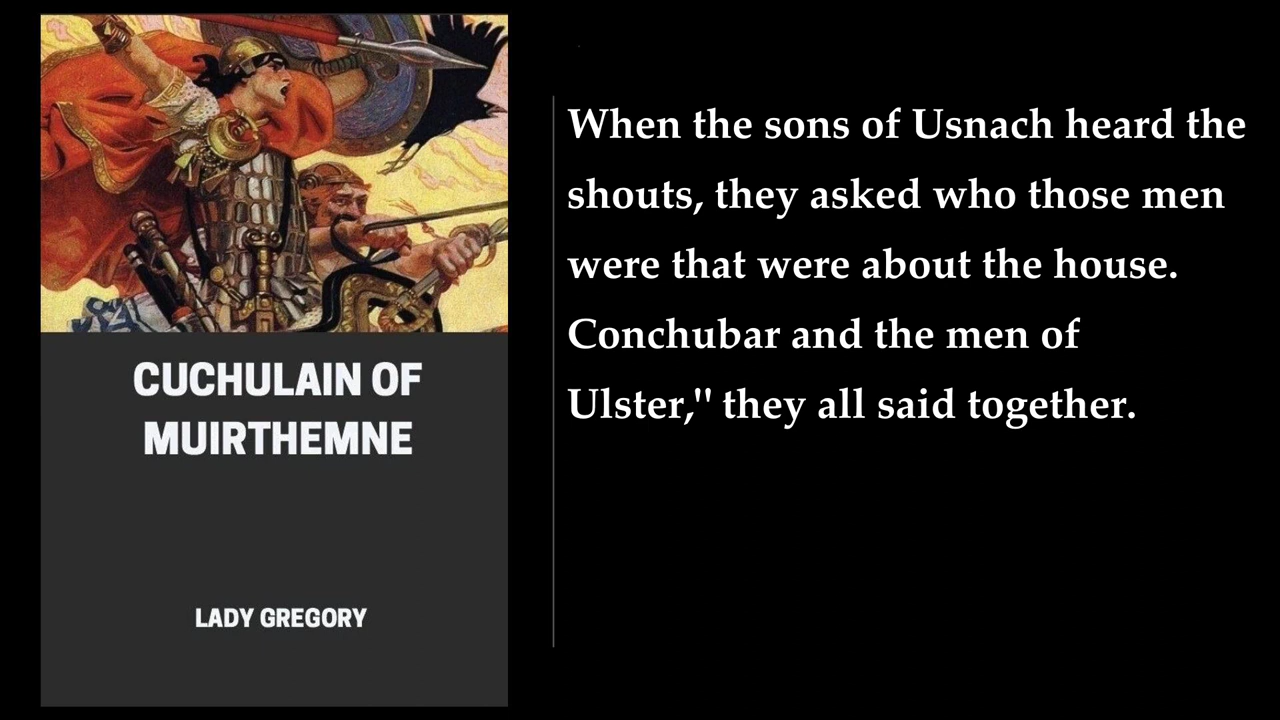 CUCHULAIN OF
MUIRTHEMNE
LADY GREGORY
When the sons of Usnach heard the
shouts, they asked who those men
were that were about the house.
Conchubar and the men of
Ulster," they all said together.